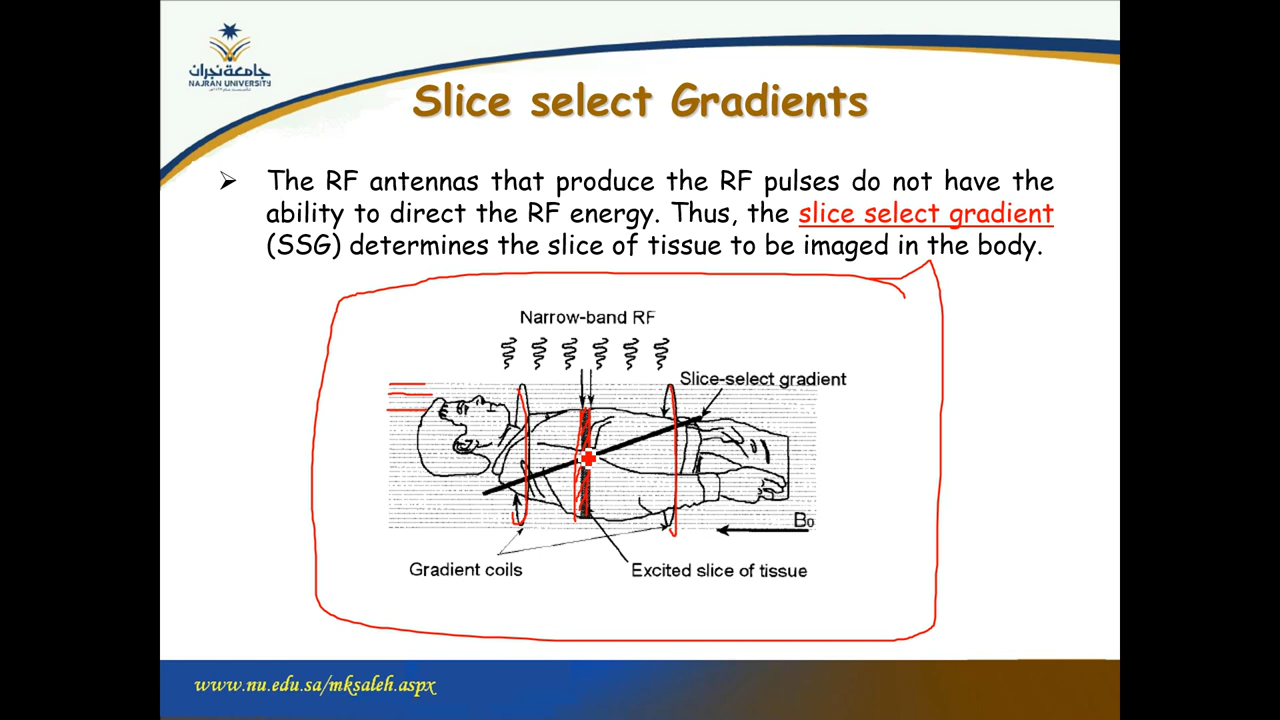 جامعة نجران
NAJRAN UNIVERSITY
Slice select Gradients
The RF antennas that produce the RF pulses do not have the
ability to direct the RF energy. Thus, the slice select gradient
(SSG) determines the slice of tissue to be imaged in the body.
Narrow-band RF
Slice-select gradient
B₀
Gradient coils
Excited slice of tissue
www.nu.edu.sa/mksaleh.aspx